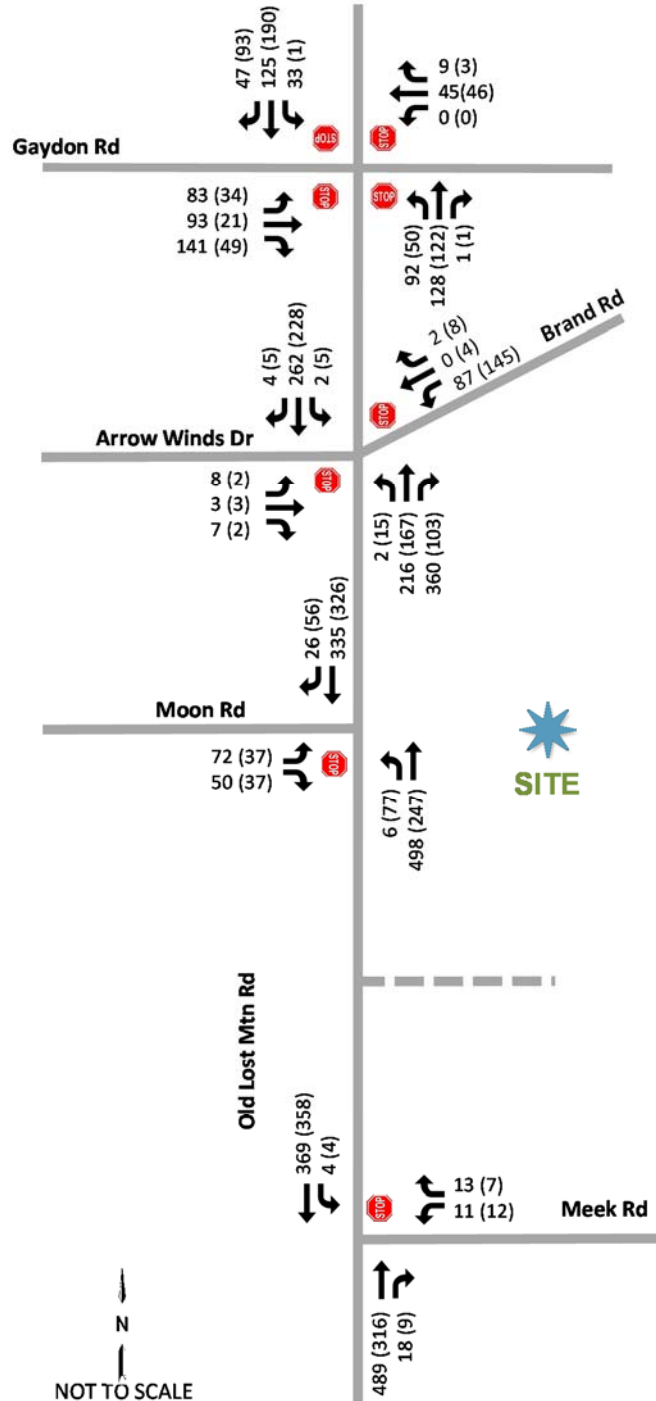 47 (93)
125 (190)
33 (1)
9 (3)
45(46)
0 (0)
STOP
STOP
Gaydon Rd
STOP
STOP
83 (34)
93 (21)
141 (49)
92 (50)
128 (122)
1 (1)
Brand Rd
4 (5)
262 (228)
2 (5)
2 (8)
0 (4)
87 (145)
STOP
Arrow Winds Dr
8 (2)
3 (3)
7 (2)
STOP
2 (15)
216 (167)
360 (103)
26 (56)
335 (326)
Moon Rd
72 (37)
50 (37)
STOP
6 (77)
498 (247)
SITE
Old Lost Mtn Rd
369 (358)
4 (4)
STOP
13 (7)
11 (12)
Meek Rd
489 (316)
18 (9)
N
NOT TO SCALE